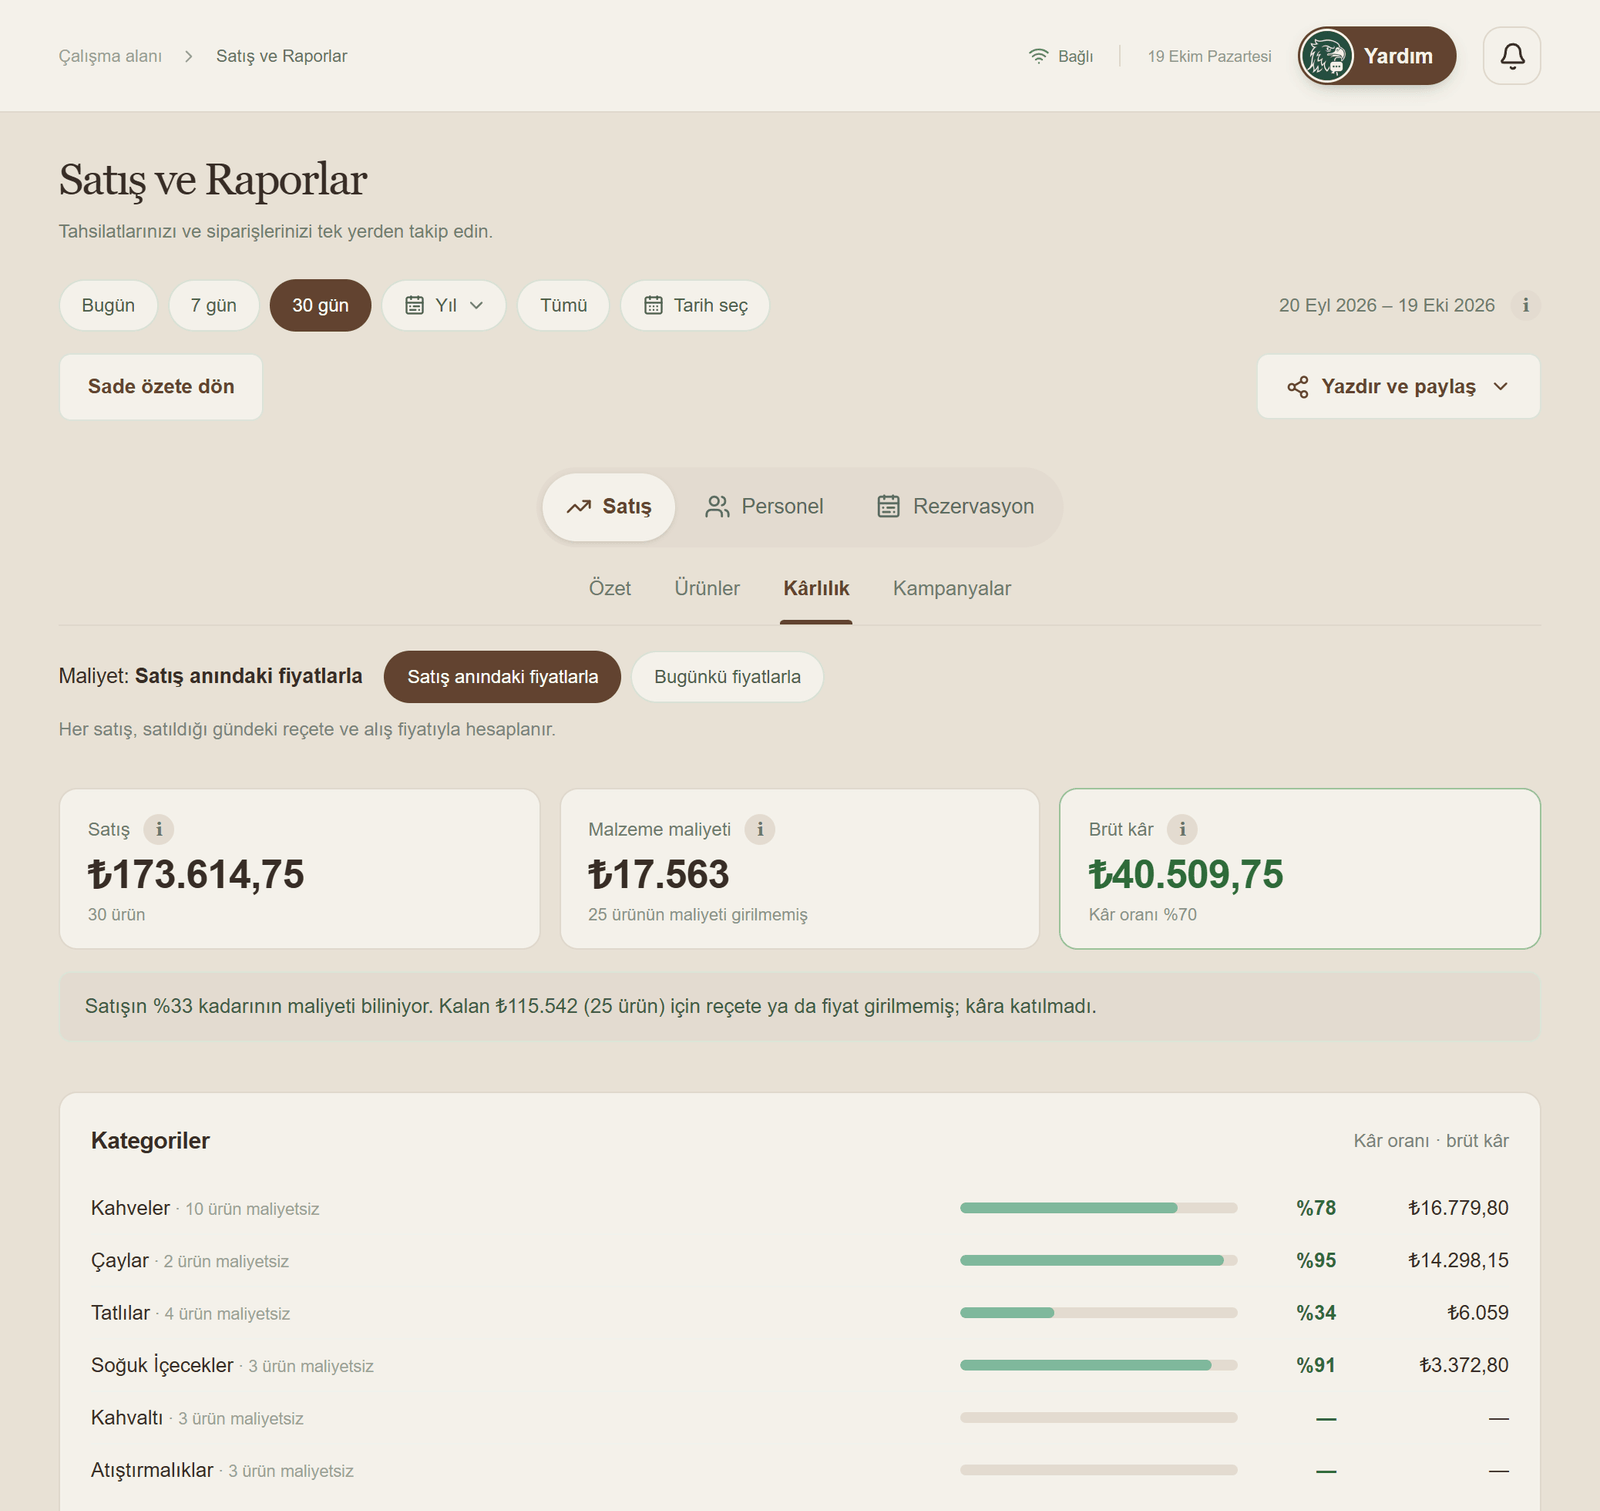 Çalışma alanı > Satış ve Raporlar
Bağlı
19 Ekim Pazartesi
Yardım
Satış ve Raporlar
Tahsilatlarınızı ve siparişlerinizi tek yerden takip edin.
Bugün 7 gün 30 gün Yıl Tümü Tarih seç
20 Eyl 2026 – 19 Eki 2026 i
Sade özete dön
Yazdır ve paylaş
Satış Personel Rezervasyon
Özet Ürünler Kârlılık Kampanyalar
Maliyet: Satış anındaki fiyatlarla Satış anındaki fiyatlarla Bugünkü fiyatlarla
Her satış, satıldığı gündeki reçete ve alış fiyatıyla hesaplanır.
Satış i
₺173.614,75
30 ürün
Malzeme maliyeti i
₺17.563
25 ürünün maliyeti girilmemiş
Brüt kâr i
₺40.509,75
Kâr oranı %70
Satışın %33 kadarının maliyeti biliniyor. Kalan ₺115.542 (25 ürün) için reçete ya da fiyat girilmemiş; kâra katılmadı.
Kategoriler
Kâr oranı · brüt kâr
Kahveler · 10 ürün maliyetsiz %78 ₺16.779,80
Çaylar · 2 ürün maliyetsiz %95 ₺14.298,15
Tatlılar · 4 ürün maliyetsiz %34 ₺6.059
Soğuk İçecekler · 3 ürün maliyetsiz %91 ₺3.372,80
Kahvaltı · 3 ürün maliyetsiz — —
Atıştırmalıklar · 3 ürün maliyetsiz — —